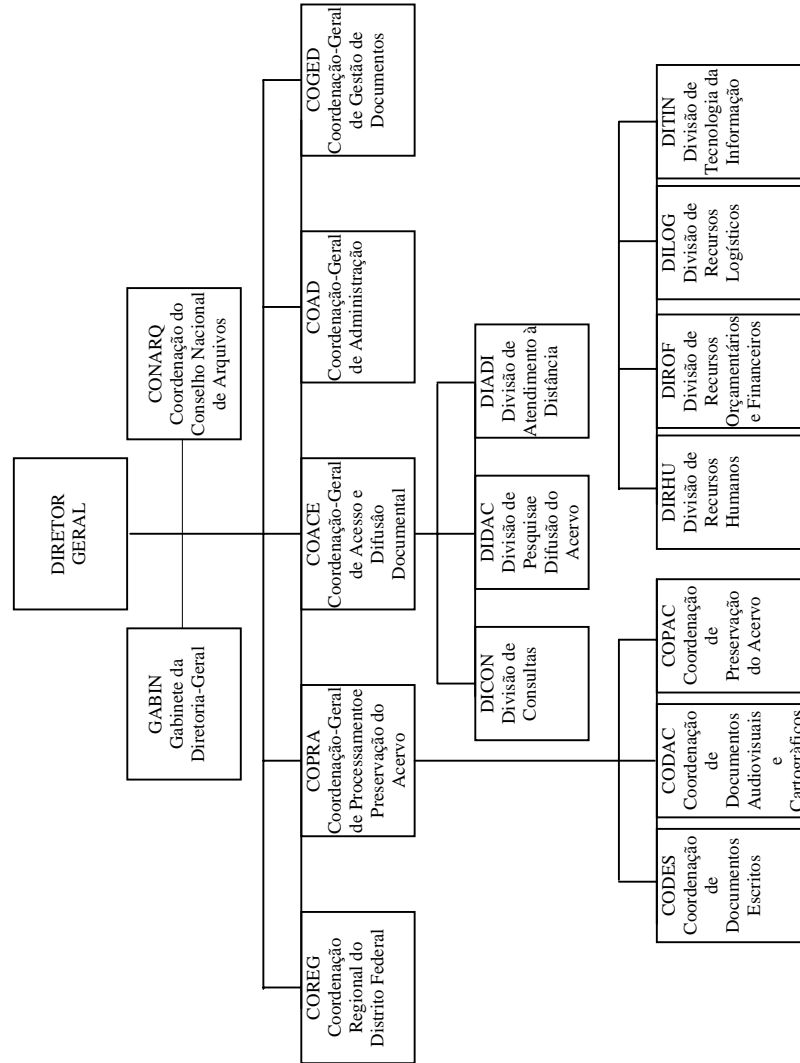 DIRETOR
GERAL
GABIN
Gabinete da
Diretoria-Geral
CONARQ
Coordenação do
Conselho Nacional
de Arquivos
COREG
Coordenação
Regional do
Distrito Federal
COPRA
Coordenação-Geral
de Processamentoe
Preservação do
Acervo
COACE
Coordenação-Geral
de Acesso e
Difusão
Documental
COAD
Coordenação-Geral
de Administração
COGED
Coordenação-Geral
de Gestão de
Documentos
DICON
Divisão de
Consultas
DIDAC
Divisão de
Pesquisae
Difusão do
Acervo
DIADI
Divisão de
Atendimento à
Distância
CODES
Coordenação
de
Documentos
Escritos
CODAC
Coordenação
de
Documentos
Audiovisuais
e
Cartográficos
COPAC
Coordenação
de
Preservação
do Acervo
DIRHU
Divisão de
Recursos
Humanos
DIROF
Divisão de
Recursos
Orçamentários
e Financeiros
DILOG
Divisão de
Recursos
Logísticos
DITIN
Divisão de
Tecnologia da
Informação